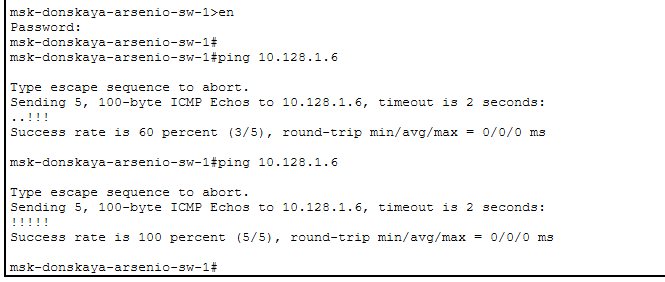 msk-donskaya-arsenio-sw-1>en
Password:
msk-donskaya-arsenio-sw-1#
msk-donskaya-arsenio-sw-1#ping 10.128.1.6
Type escape sequence to abort.
Sending 5, 100-byte ICMP Echos to 10.128.1.6, timeout is 2 seconds:
..!!!
Success rate is 60 percent (3/5), round-trip min/avg/max = 0/0/0 ms
msk-donskaya-arsenio-sw-1#ping 10.128.1.6
Type escape sequence to abort.
Sending 5, 100-byte ICMP Echos to 10.128.1.6, timeout is 2 seconds:
!!!!!
Success rate is 100 percent (5/5), round-trip min/avg/max = 0/0/0 ms
msk-donskaya-arsenio-sw-1#